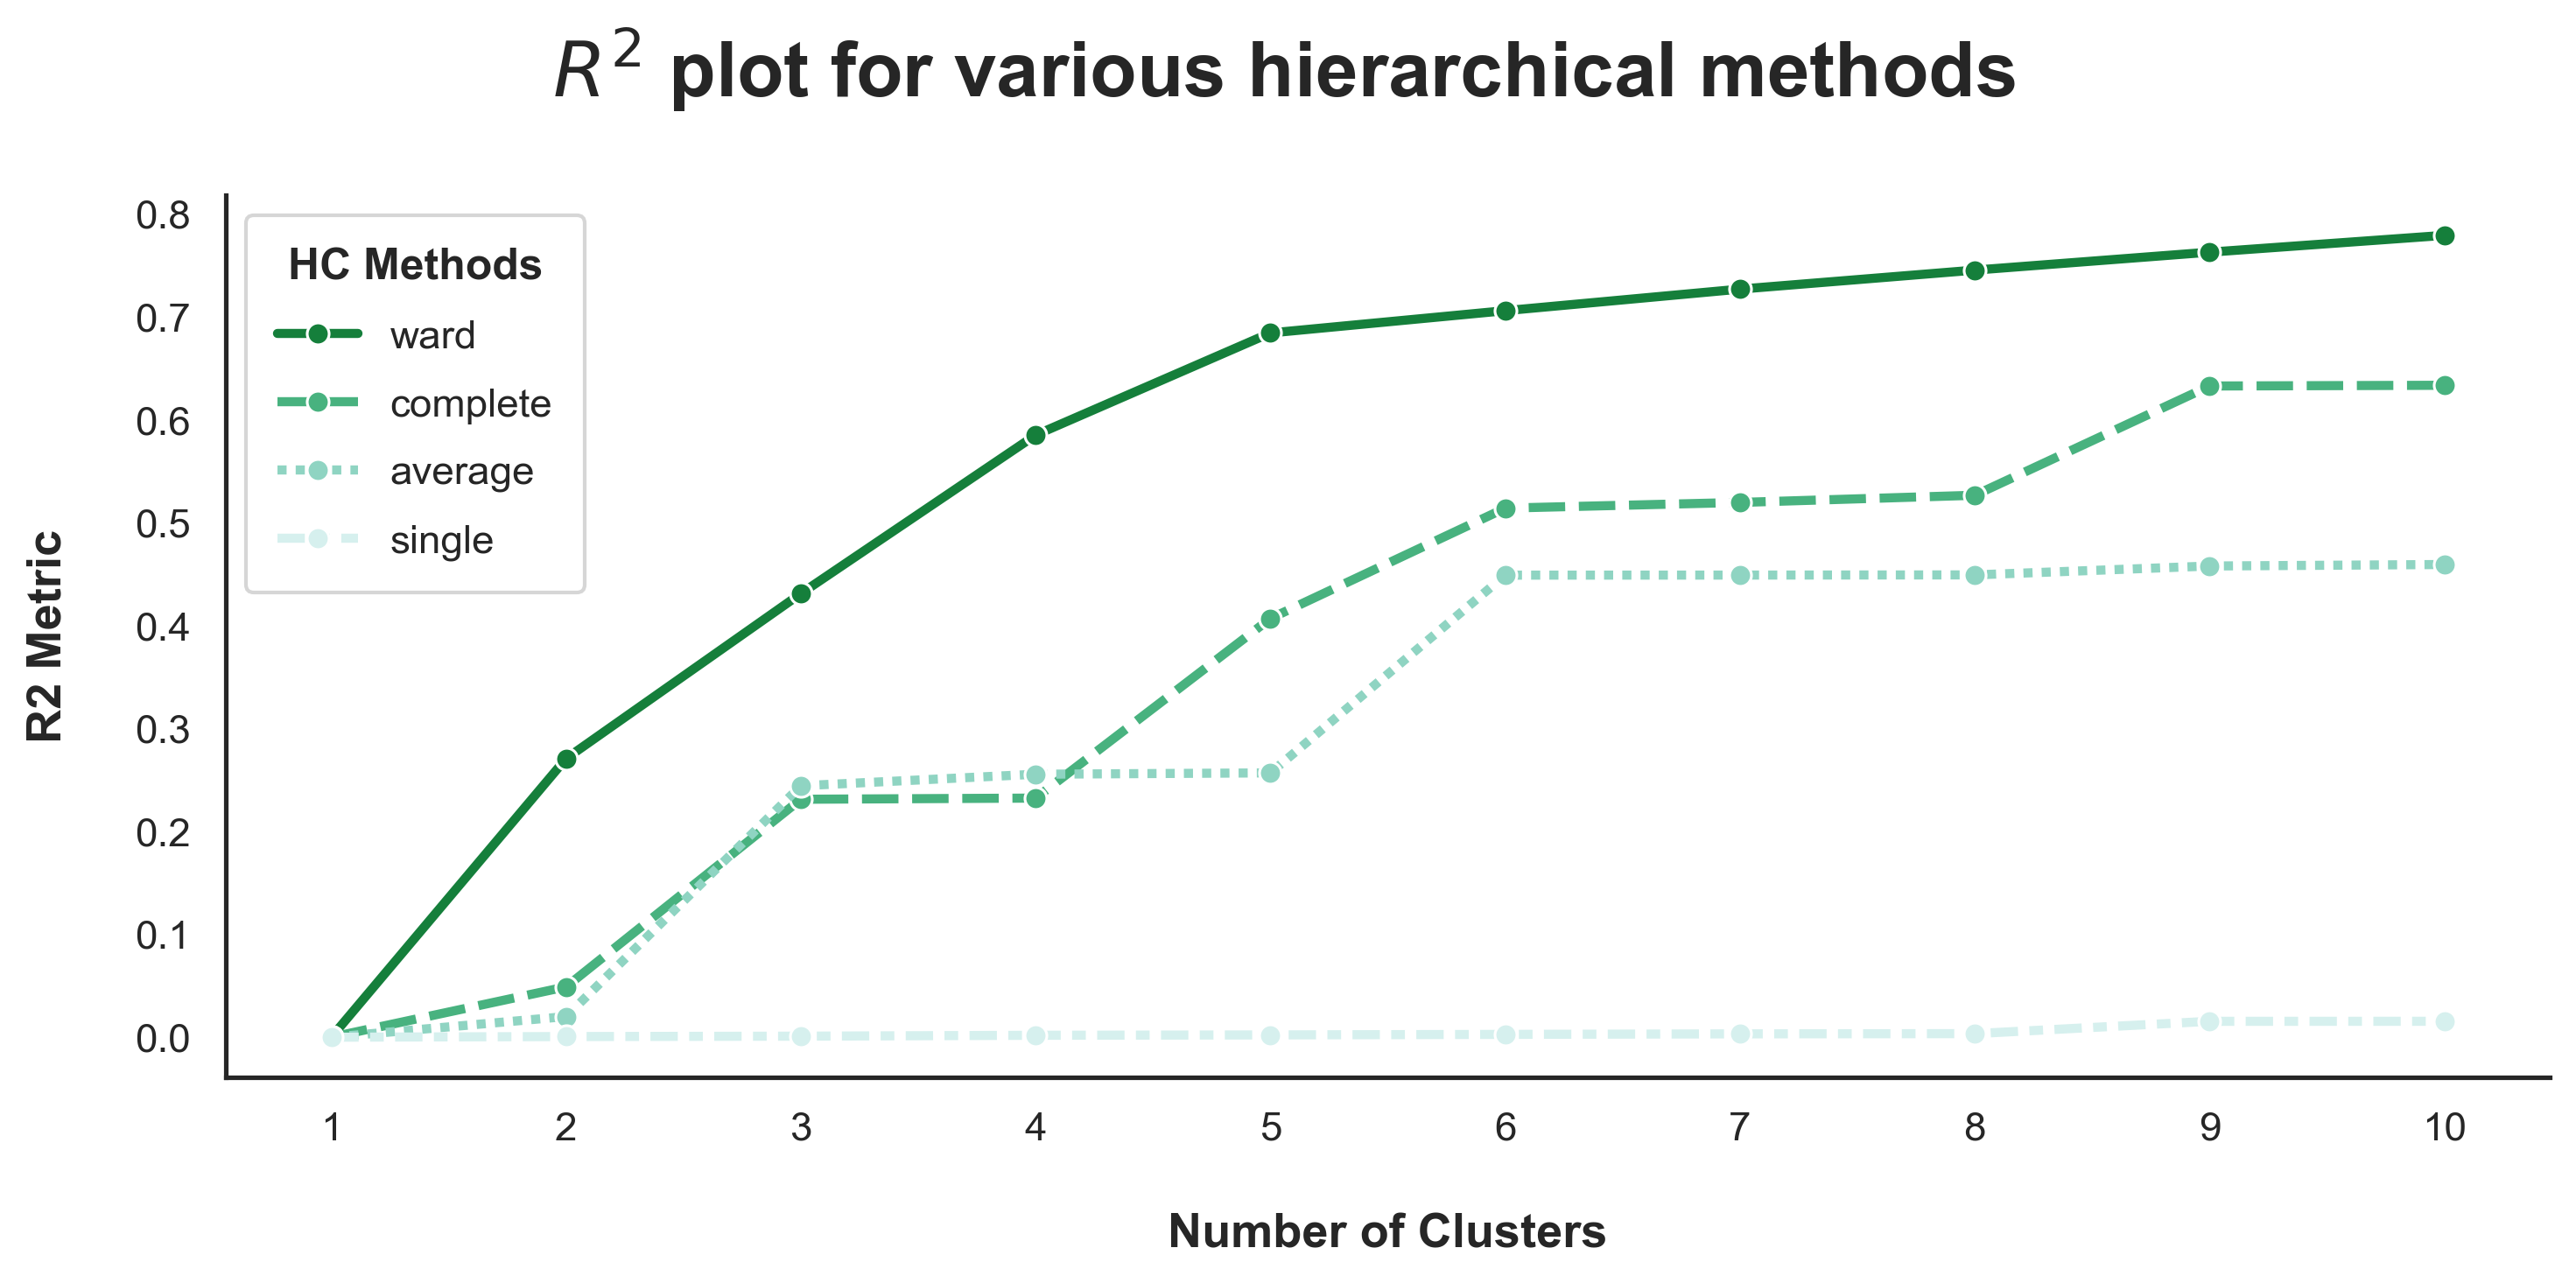 R² plot for various hierarchical methods
HC Methods
ward
complete
average
single
R2 Metric
0.8
0.7
0.6
0.5
0.4
0.3
0.2
0.1
0.0
1 2 3 4 5 6 7 8 9 10
Number of Clusters